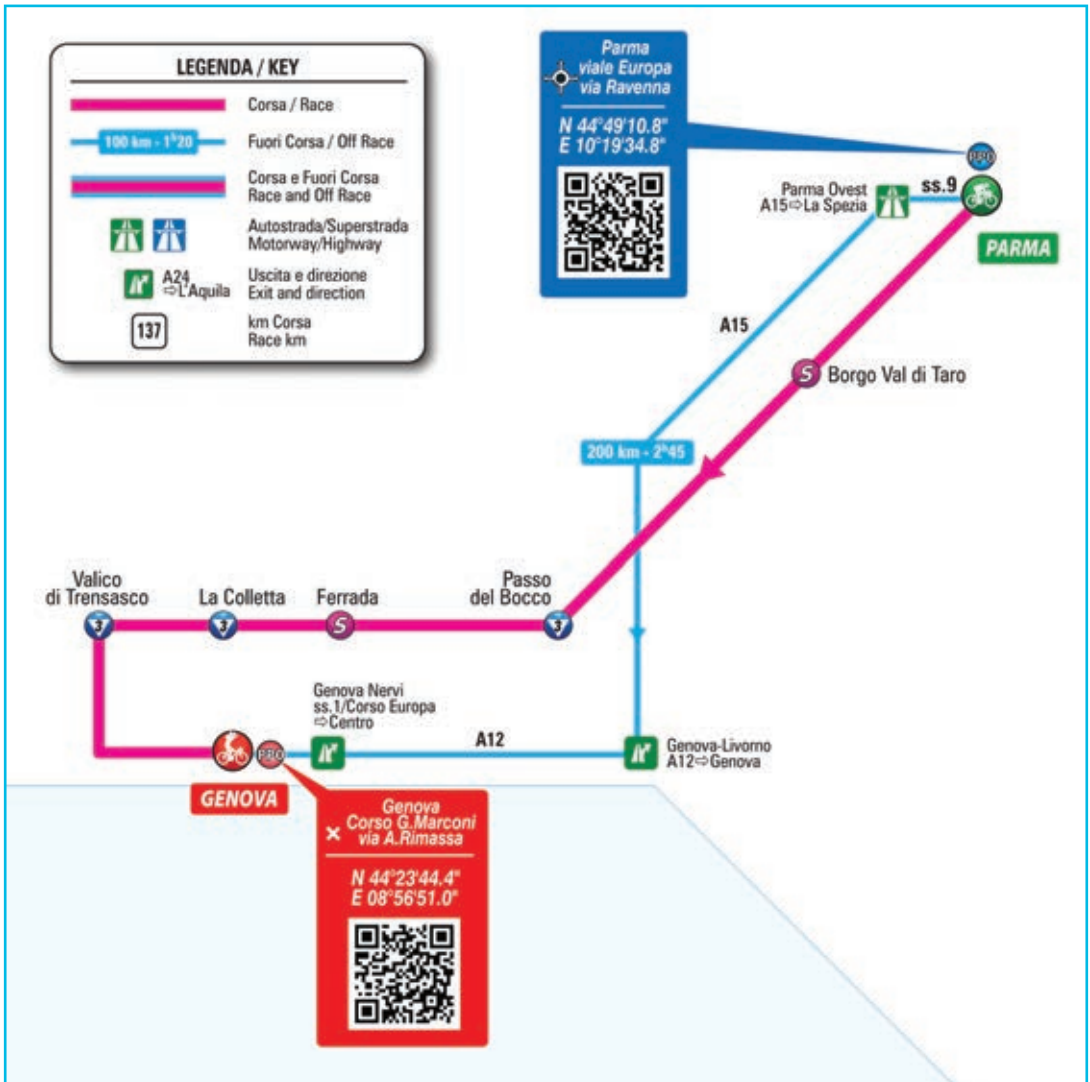 LEGENDA / KEY
Corsa / Race
100 km - 1h20
Fuori Corsa / Off Race
Corsa e Fuori Corsa
Race and Off Race
Autostrada/Superstrada
Motorway/Highway
A24
⇨L'Aquila
Uscita e direzione
Exit and direction
137
km Corsa
Race km
Parma
viale Europa
via Ravenna
N 44°49'10.8"
E 10°19'34.8"
PPO
Parma Ovest
A15⇨La Spezia
ss.9
PARMA
A15
S
Borgo Val di Taro
200 km - 2h45
Valico
di Trensasco
3
La Colletta
3
Ferrada
S
Passo
del Bocco
3
Genova Nervi
ss.1/Corso Europa
⇨Centro
PPO
A12
Genova-Livorno
A12⇨Genova
GENOVA
Genova
Corso G.Marconi
via A.Rimassa
N 44°23'44.4"
E 08°56'51.0"